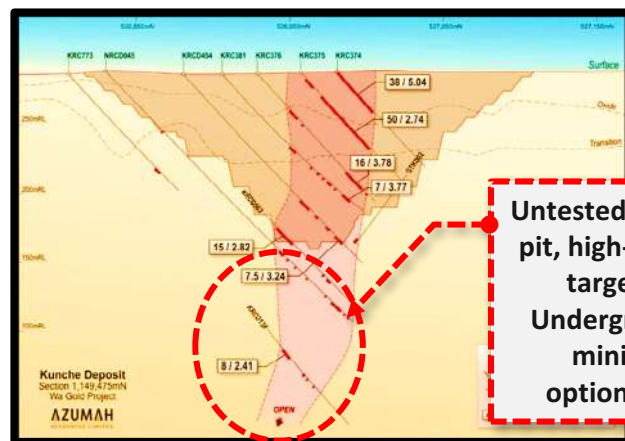 KRC773
NRCD045
KRCD454
KRC381
KRC376
KRC375
KRC374
Surface
38 / 5.04
Oxide
250mRL
50 / 2.74
Transition
16 / 3.78
7 / 3.77
200mRL
15 / 2.82
150mRL
7.5 / 3.24
8 / 2.41
Kunche Deposit
Section 1,149,475mN
Wa Gold Project
AZUMAH
OPEN
Untested
pit, high-
targe
Undergr
mini
option